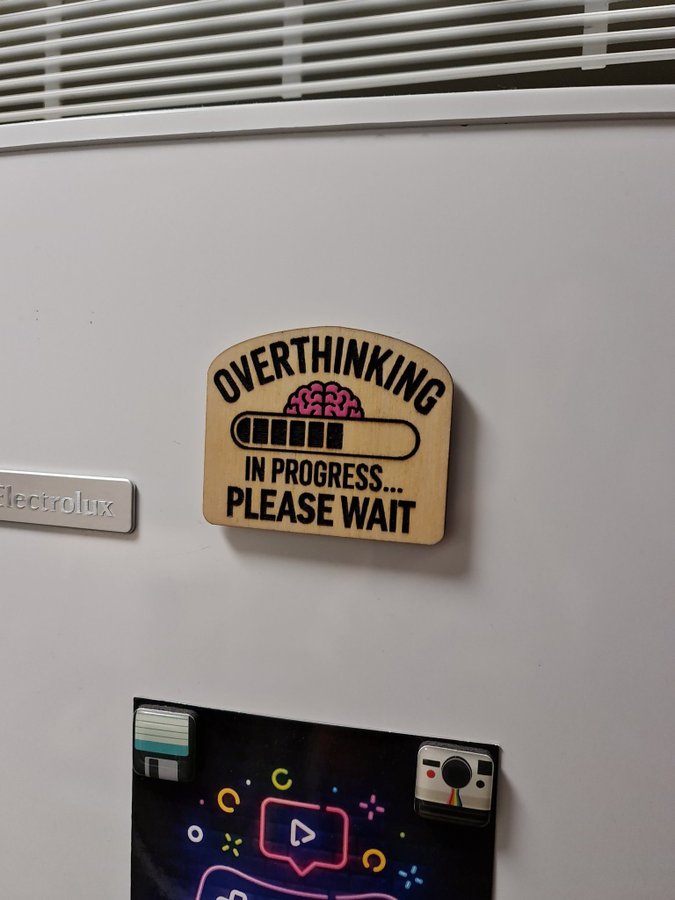 OVERTHINKING
IN PROGRESS...
PLEASE WAIT
Electrolux